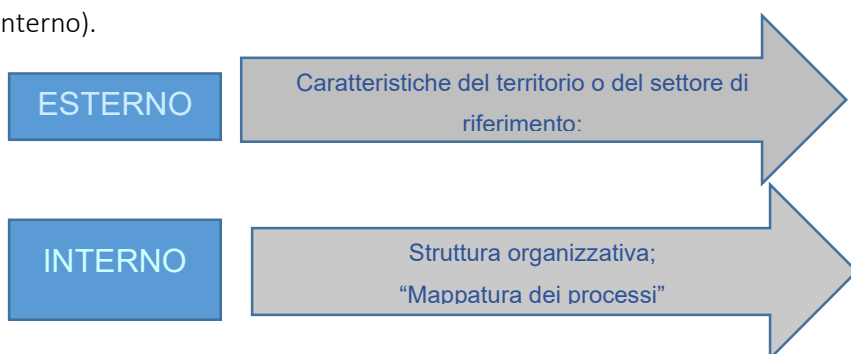 nterno).
ESTERNO
Caratteristiche del territorio o del settore di
riferimento:
INTERNO
Struttura organizzativa;
“Mappatura dei processi”